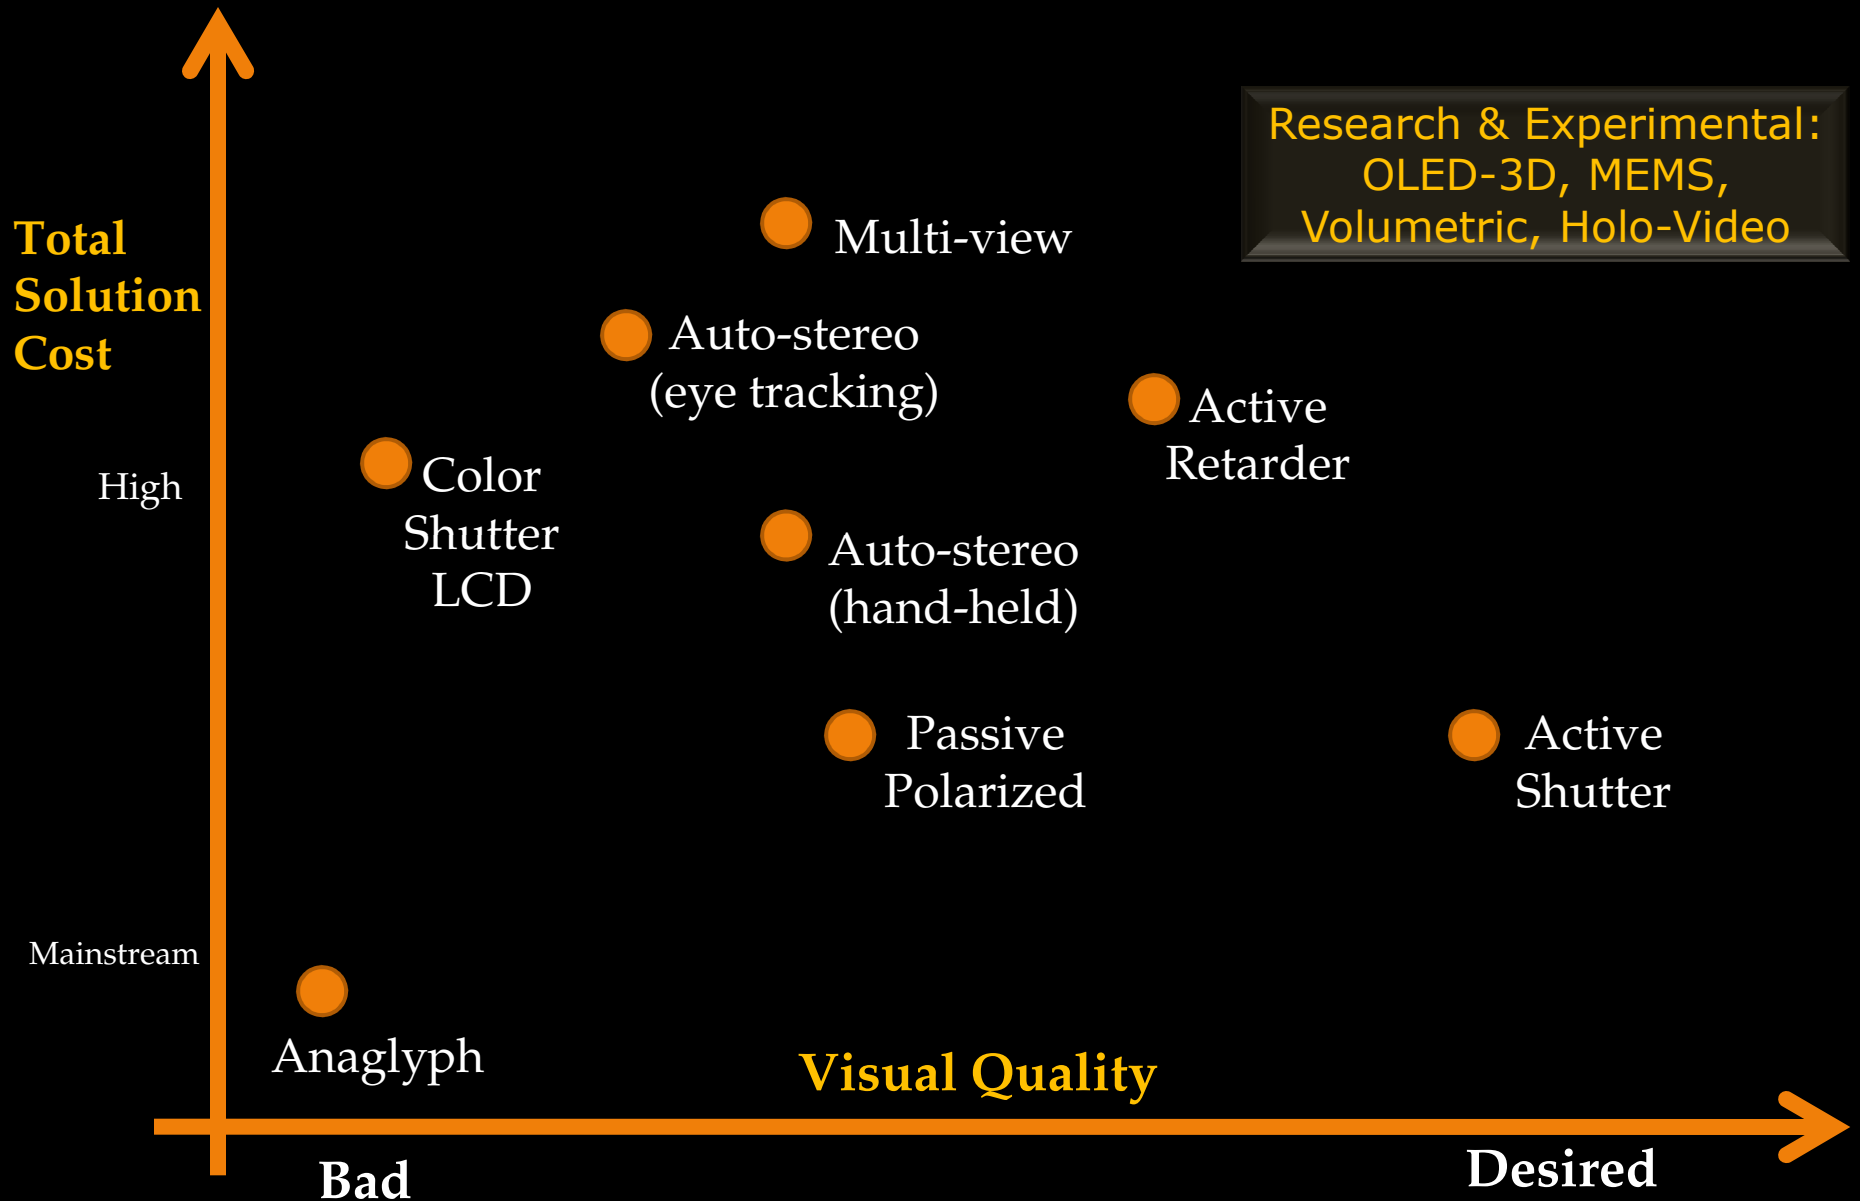 Research & Experimental:
OLED-3D, MEMS,
Volumetric, Holo-Video
Total
Solution
Cost
Multi-view
Auto-stereo
(eye tracking)
Active
Retarder
High
Color
Shutter
LCD
Auto-stereo
(hand-held)
Passive
Polarized
Active
Shutter
Mainstream
Anaglyph
Visual Quality
Bad
Desired